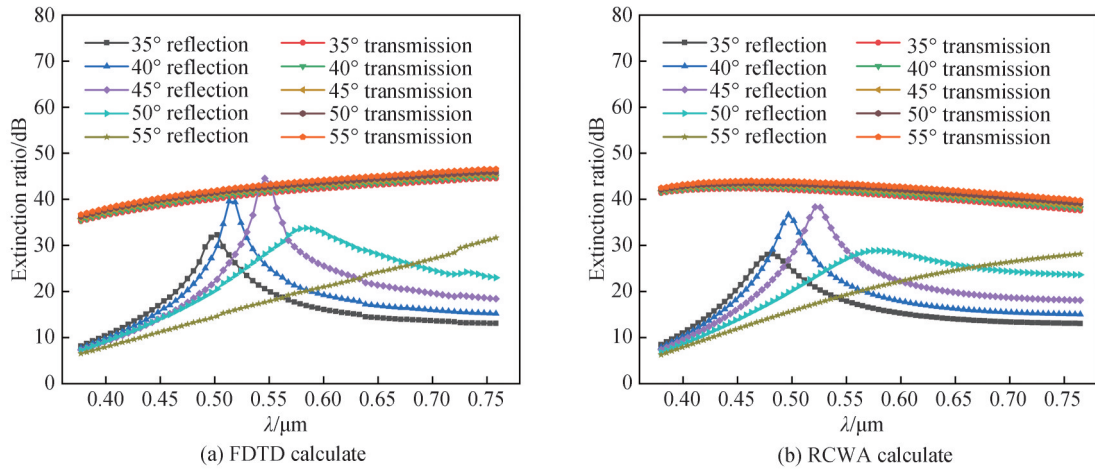 80
70
60
50
40
30
20
10
0
Extinction ratio/dB
35° reflection
40° reflection
45° reflection
50° reflection
55° reflection
35° transmission
40° transmission
45° transmission
50° transmission
55° transmission
0.40 0.45 0.50 0.55 0.60 0.65 0.70 0.75
λ/μm
(a) FDTD calculate
80
70
60
50
40
30
20
10
0
Extinction ratio/dB
35° reflection
40° reflection
45° reflection
50° reflection
55° reflection
35° transmission
40° transmission
45° transmission
50° transmission
55° transmission
0.40 0.45 0.50 0.55 0.60 0.65 0.70 0.75
λ/μm
(b) RCWA calculate